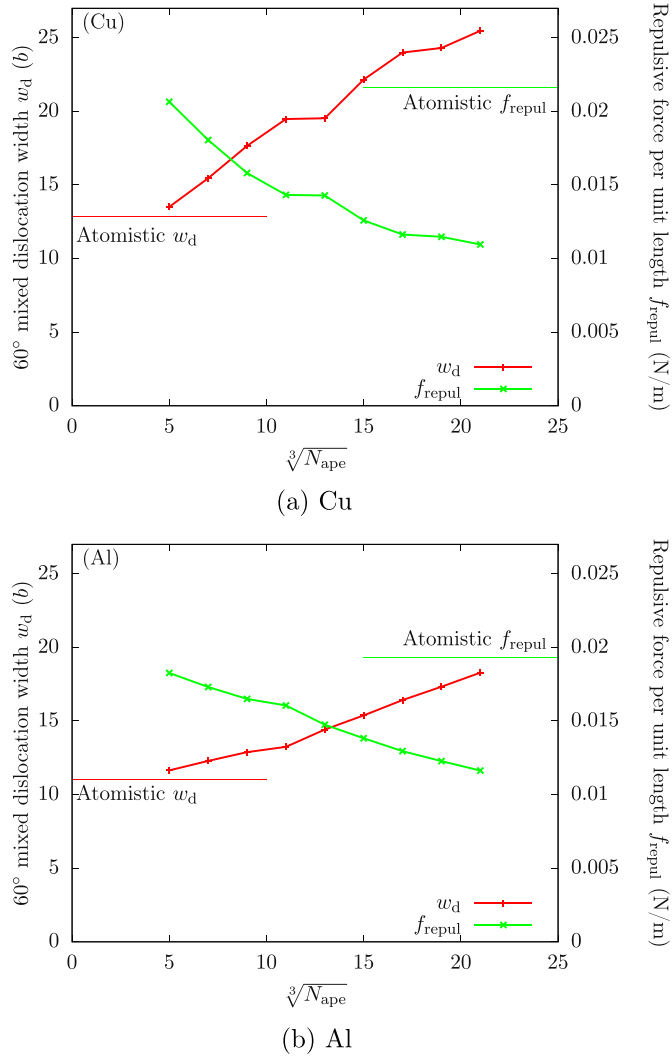 (Cu)
60° mixed dislocation width w_d (b)
Repulsive force per unit length f_repul (N/m)
25
20
15
10
5
0
0.025
0.02
0.015
0.01
0.005
0
Atomistic f_repul
Atomistic w_d
w_d
f_repul
0 5 10 15 20 25
∛N_ape
(a) Cu
(Al)
60° mixed dislocation width w_d (b)
Repulsive force per unit length f_repul (N/m)
25
20
15
10
5
0
0.025
0.02
0.015
0.01
0.005
0
Atomistic f_repul
Atomistic w_d
w_d
f_repul
0 5 10 15 20 25
∛N_ape
(b) Al